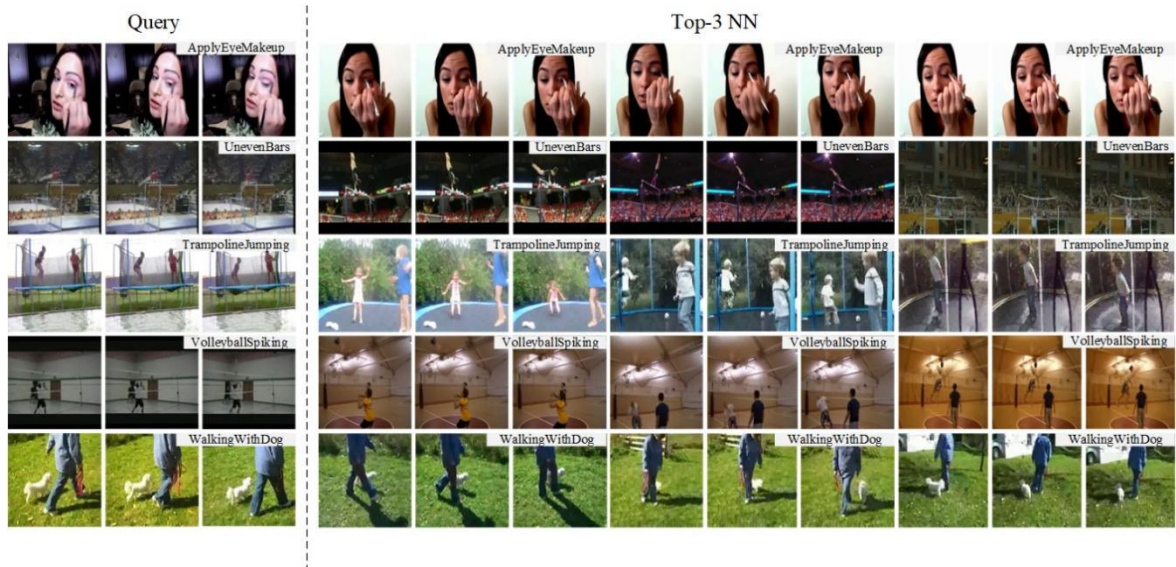 Query
Top-3 NN
ApplyEyeMakeup
ApplyEyeMakeup
ApplyEyeMakeup
ApplyEyeMakeup
UnevenBars
UnevenBars
UnevenBars
UnevenBars
TrampolineJumping
TrampolineJumping
TrampolineJumping
TrampolineJumping
VolleyballSpiking
VolleyballSpiking
VolleyballSpiking
VolleyballSpiking
WalkingWithDog
WalkingWithDog
WalkingWithDog
WalkingWithDog